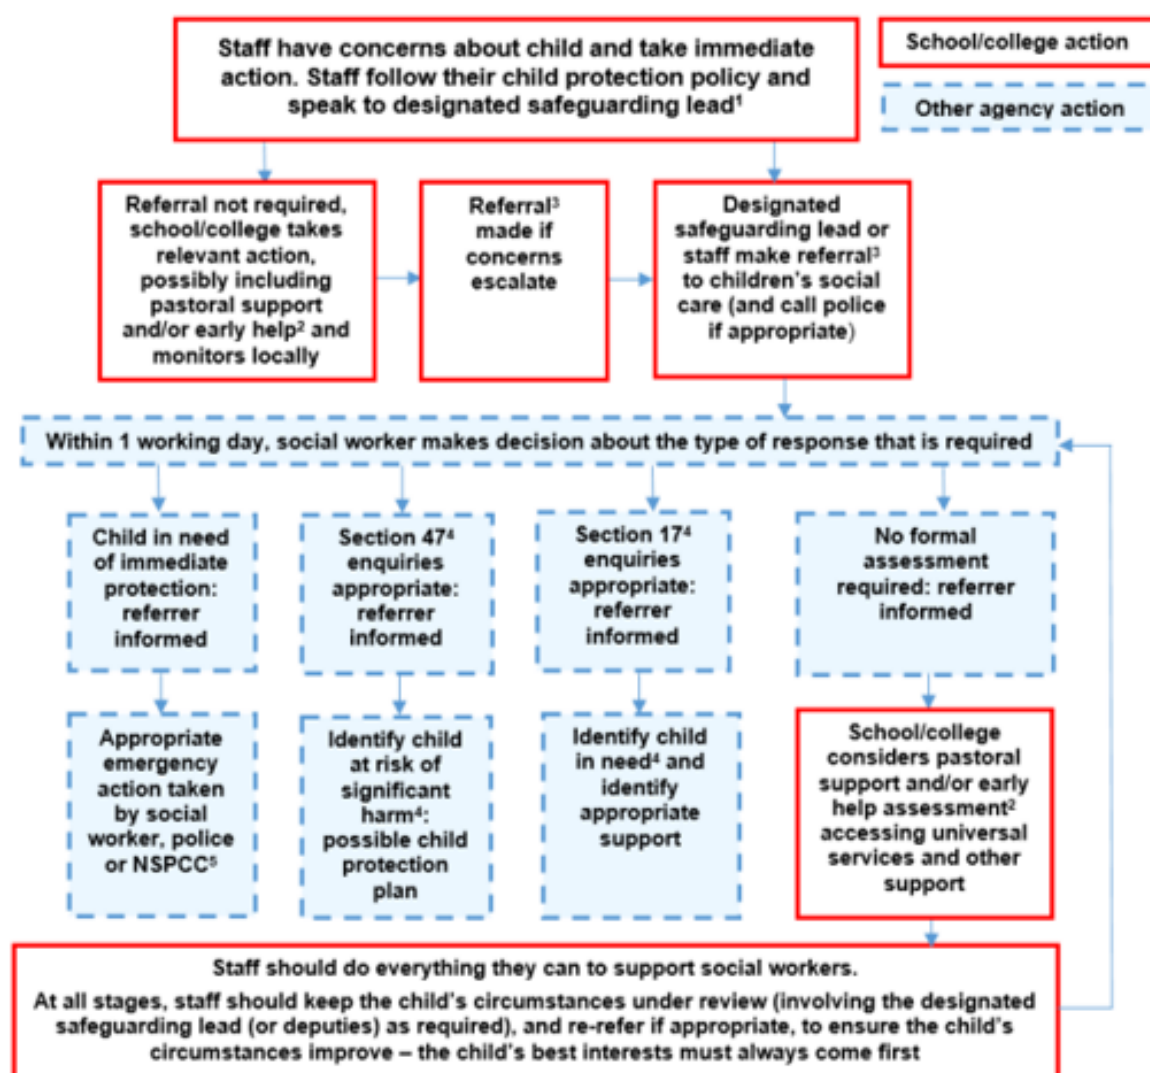 Staff have concerns about child and take immediate
action. Staff follow their child protection policy and
speak to designated safeguarding lead¹
School/college action
Other agency action
Referral not required,
school/college takes
relevant action,
possibly including
pastoral support
and/or early help² and
monitors locally
Referral³
made if
concerns
escalate
Designated
safeguarding lead or
staff make referral³
to children's social
care (and call police
if appropriate)
Within 1 working day, social worker makes decision about the type of response that is required
Child in need
of immediate
protection:
referrer
informed
Section 47⁴
enquiries
appropriate:
referrer
informed
Section 17⁴
enquiries
appropriate:
referrer
informed
No formal
assessment
required: referrer
informed
Appropriate
emergency
action taken
by social
worker, police
or NSPCC⁵
Identify child
at risk of
significant
harm⁴:
possible child
protection
plan
Identify child
in need⁴ and
identify
appropriate
support
School/college
considers pastoral
support and/or early
help assessment²
accessing universal
services and other
support
Staff should do everything they can to support social workers.
At all stages, staff should keep the child's circumstances under review (involving the designated
safeguarding lead (or deputies) as required), and re-refer if appropriate, to ensure the child's
circumstances improve – the child's best interests must always come first